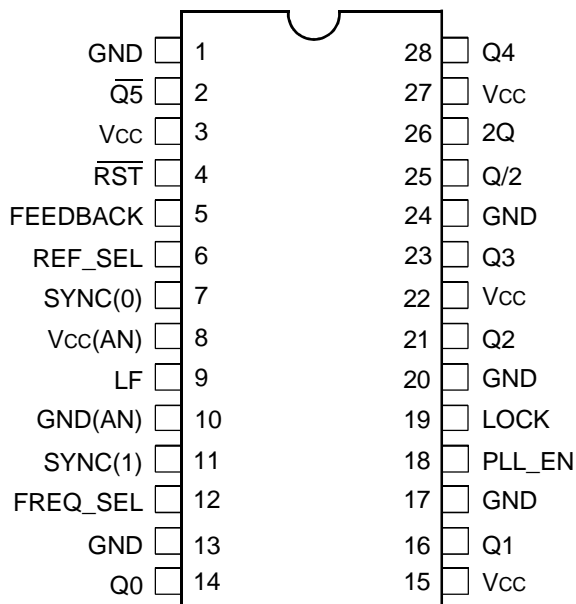 GND 1 28 Q4
Q̅5̅ 2 27 VCC
VCC 3 26 2Q
R̅S̅T̅ 4 25 Q/2
FEEDBACK 5 24 GND
REF_SEL 6 23 Q3
SYNC(0) 7 22 VCC
VCC(AN) 8 21 Q2
LF 9 20 GND
GND(AN) 10 19 LOCK
SYNC(1) 11 18 PLL_EN
FREQ_SEL 12 17 GND
GND 13 16 Q1
Q0 14 15 VCC